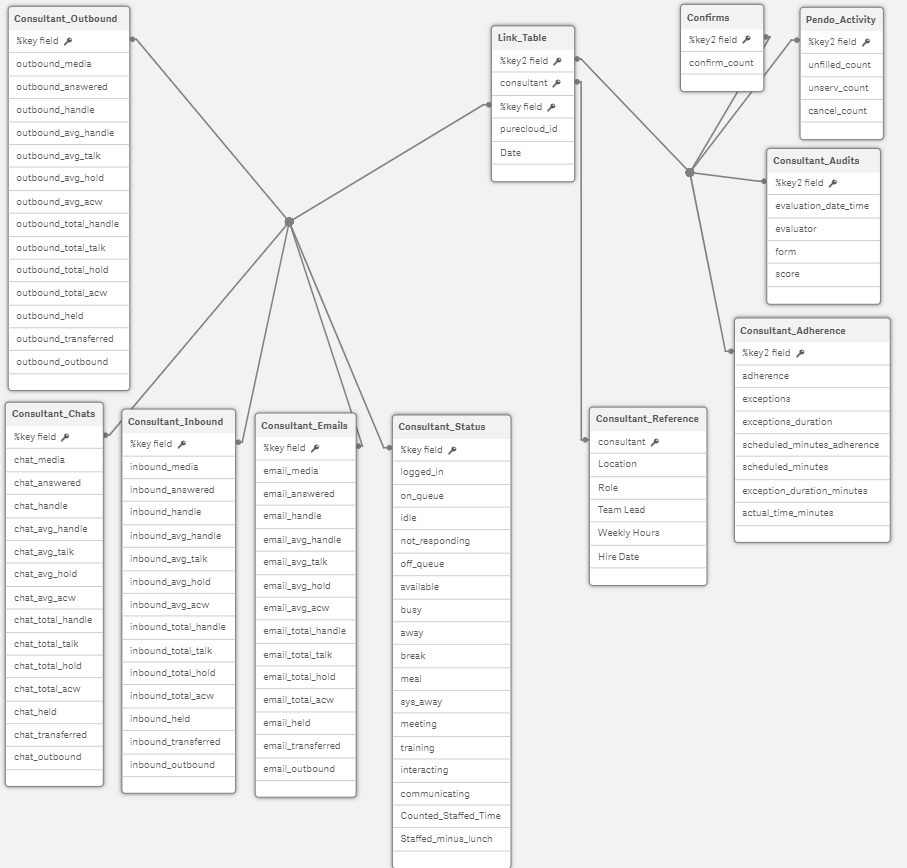 Consultant_Outbound
%key field
outbound_media
outbound_answered
outbound_handle
outbound_avg_handle
outbound_avg_talk
outbound_avg_hold
outbound_avg_acw
outbound_total_handle
outbound_total_talk
outbound_total_hold
outbound_total_acw
outbound_held
outbound_transferred
outbound_outbound
Link_Table
%key2 field
consultant
%key field
purecloud_id
Date
Confirms
%key2 field
confirm_count
Pendo_Activity
%key2 field
unfilled_count
unserv_count
cancel_count
Consultant_Audits
%key2 field
evaluation_date_time
evaluator
form
score
Consultant_Adherence
%key2 field
adherence
exceptions
exceptions_duration
scheduled_minutes_adherence
scheduled_minutes
exception_duration_minutes
actual_time_minutes
Consultant_Chats
%key field
chat_media
chat_answered
chat_handle
chat_avg_handle
chat_avg_talk
chat_avg_hold
chat_avg_acw
chat_total_handle
chat_total_talk
chat_total_hold
chat_total_acw
chat_held
chat_transferred
chat_outbound
Consultant_Inbound
%key field
inbound_media
inbound_answered
inbound_handle
inbound_avg_handle
inbound_avg_talk
inbound_avg_hold
inbound_avg_acw
inbound_total_handle
inbound_total_talk
inbound_total_hold
inbound_total_acw
inbound_held
inbound_transferred
inbound_outbound
Consultant_Emails
%key field
email_media
email_answered
email_handle
email_avg_handle
email_avg_talk
email_avg_hold
email_avg_acw
email_total_handle
email_total_talk
email_total_hold
email_total_acw
email_held
email_transferred
email_outbound
Consultant_Status
%key field
logged_in
on_queue
idle
not_responding
off_queue
available
busy
away
break
meal
sys_away
meeting
training
interacting
communicating
Counted_Staffed_Time
Staffed_minus_lunch
Consultant_Reference
consultant
Location
Role
Team Lead
Weekly Hours
Hire Date